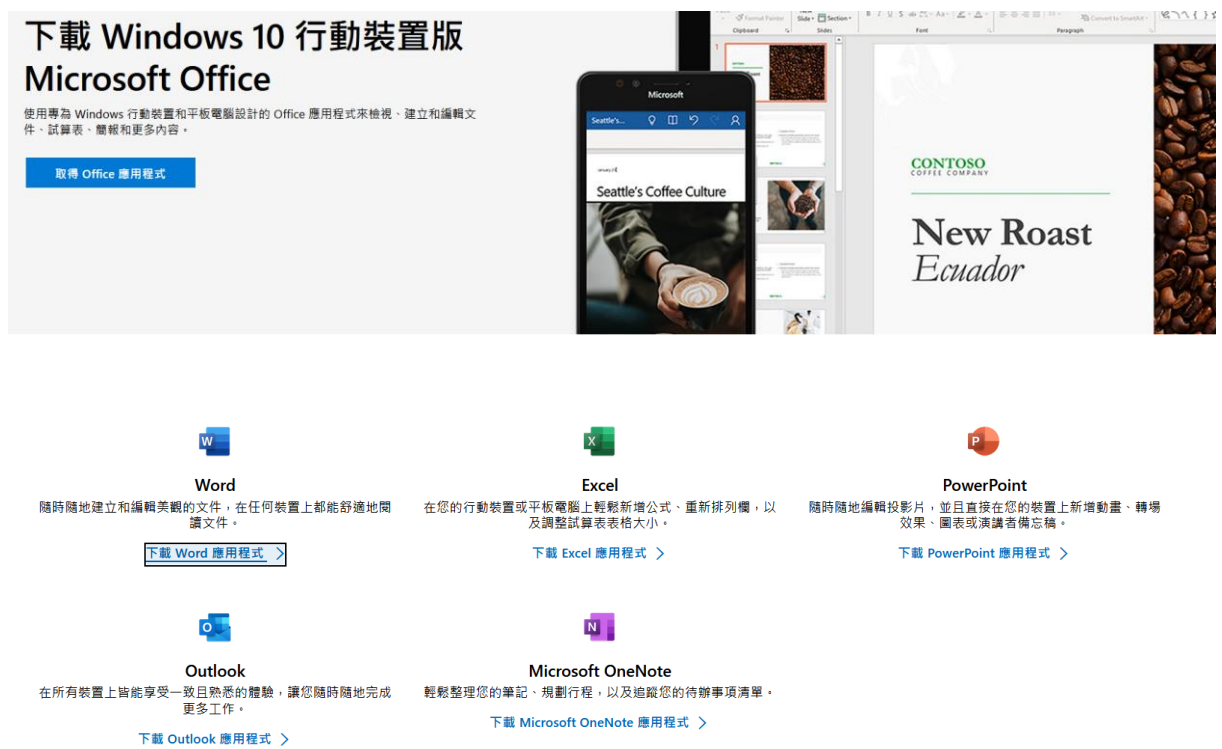 下載 Windows 10 行動裝置版
Microsoft Office
使用專為 Windows 行動裝置和平板電腦設計的 Office 應用程式來檢視、建立和編輯文
件、試算表、簡報和更多內容。
取得 Office 應用程式
Format Painter
Slide
Section
Convert to SmartArt
Clipboard
Slides
Font
Paragraph
1
Microsoft
Seattle's...
Seattle's Coffee Culture
CONTOSO
COFFEE COMPANY
New Roast
Ecuador
W
Word
隨時隨地建立和編輯美觀的文件，在任何裝置上都能舒適地閱
讀文件。
下載 Word 應用程式
X
Excel
在您的行動裝置或平板電腦上輕鬆新增公式、重新排列欄，以
及調整試算表表格大小。
下載 Excel 應用程式
P
PowerPoint
隨時隨地編輯投影片，並且直接在您的裝置上新增動畫、轉場
效果、圖表或演講者備忘稿。
下載 PowerPoint 應用程式
O
Outlook
在所有裝置上皆能享受一致且熟悉的體驗，讓您隨時隨地完成
更多工作。
下載 Outlook 應用程式
N
Microsoft OneNote
輕鬆整理您的筆記、規劃行程，以及追蹤您的待辦事項清單。
下載 Microsoft OneNote 應用程式